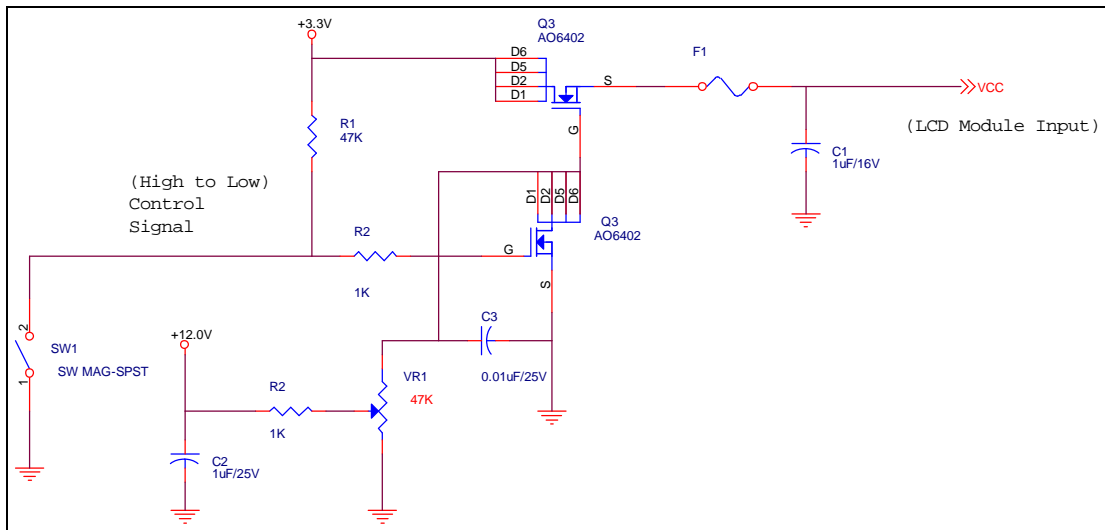 +3.3V
Q3
AO6402
D6
D5
D2
D1
S
G
F1
VCC
(LCD Module Input)
R1
47K
C1
1uF/16V
(High to Low)
Control
Signal
D1
D2
D5
D6
Q3
AO6402
R2
1K
G
S
2
SW1
SW MAG-SPST
1
+12.0V
C3
0.01uF/25V
R2
1K
VR1
47K
C2
1uF/25V